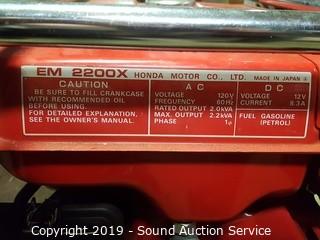 EM 2200X HONDA MOTOR CO., LTD. MADE IN JAPAN
CAUTION
BE SURE TO FILL CRANKCASE
WITH RECOMMENDED OIL
BEFORE USING.
FOR DETAILED EXPLANATION,
SEE THE OWNER'S MANUAL.
A C
VOLTAGE 120V
FREQUENCY 60Hz
RATED OUTPUT 2.0kVA
MAX. OUTPUT 2.2kVA
PHASE 1ϕ
D C
VOLTAGE 12V
CURRENT 8.3A
FUEL GASOLINE
(PETROL)
Copyright 2019 - Sound Auction Service